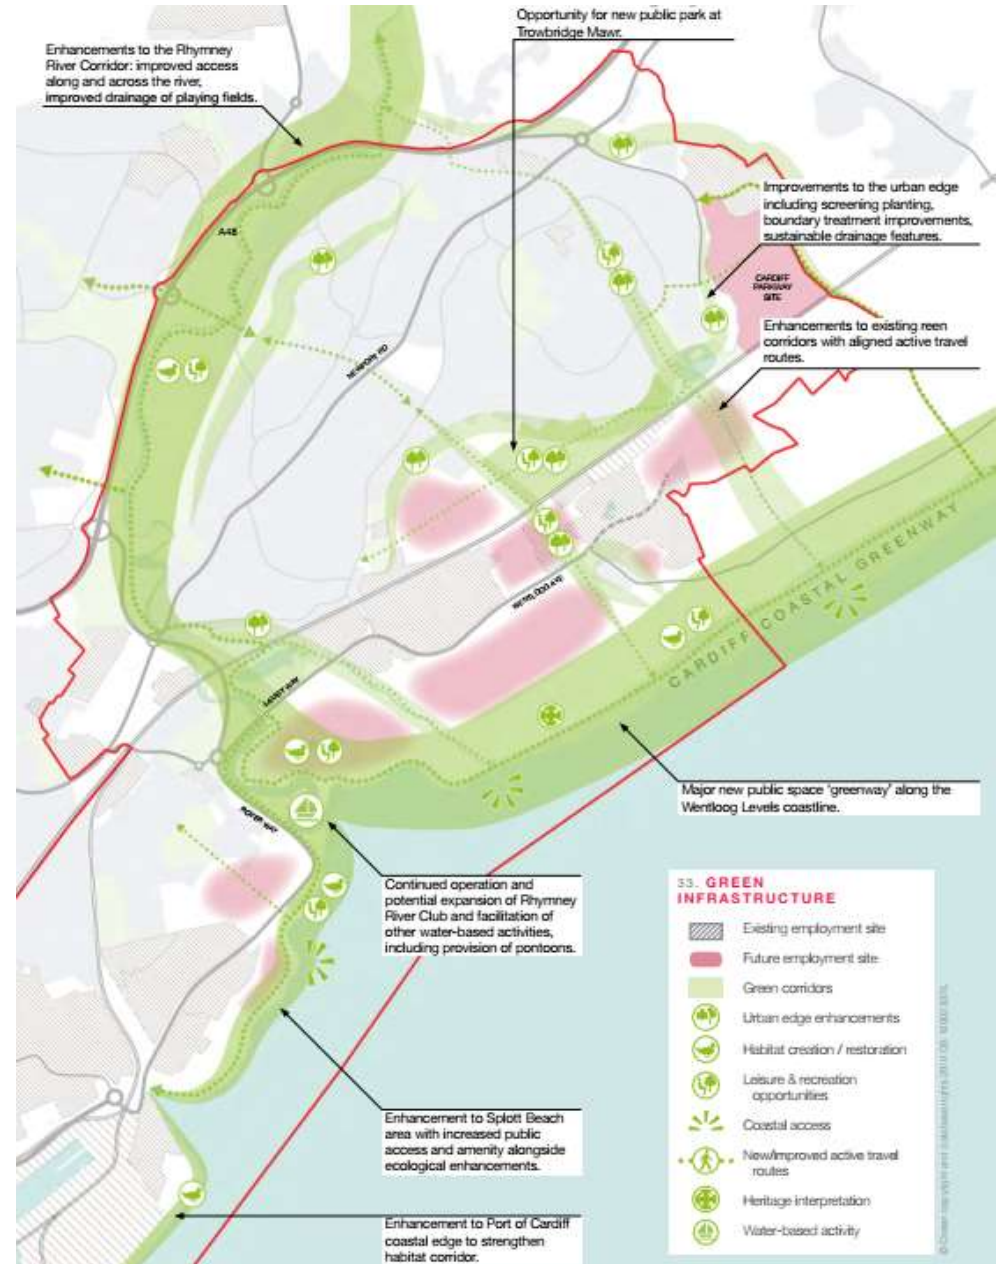 Opportunity for new public park at
Trowbridge Mawr.
Enhancements to the Rhymney
River Corridor: improved access
along and across the river,
improved drainage of playing fields.
A48
Improvements to the urban edge
including screening planting,
boundary treatment improvements,
sustainable drainage features.
CARDIFF
PARKWAY
SITE
Enhancements to existing reen
corridors with aligned active travel
routes.
NEWPORT RD
WENTLOOG AVE
LAMBY WAY
ROVER WAY
CARDIFF COASTAL GREENWAY
Major new public space 'greenway' along the
Wentloog Levels coastline.
Continued operation and
potential expansion of Rhymney
River Club and facilitation of
other water-based activities,
including provision of pontoons.
Enhancement to Splott Beach
area with increased public
access and amenity alongside
ecological enhancements.
Enhancement to Port of Cardiff
coastal edge to strengthen
habitat corridor.
33. GREEN
INFRASTRUCTURE
Existing employment site
Future employment site
Green corridors
Urban edge enhancements
Habitat creation / restoration
Leisure & recreation
opportunities
Coastal access
New/Improved active travel
routes
Heritage interpretation
Water-based activity